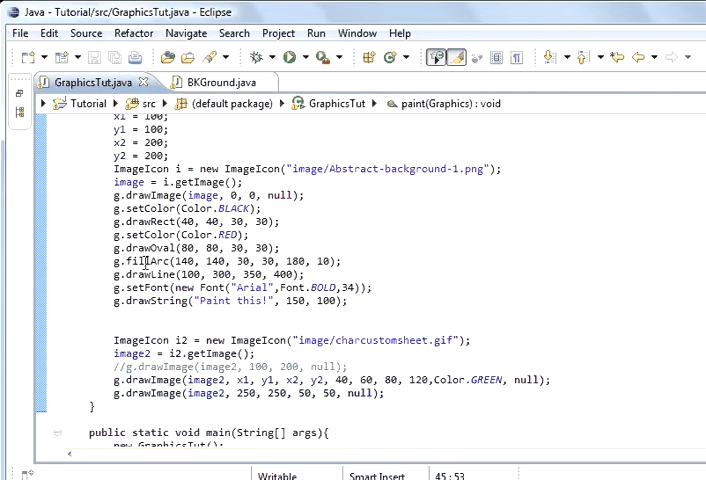 Java - Tutorial/src/GraphicsTut.java - Eclipse
File Edit Source Refactor Navigate Search Project Run Window Help
GraphicsTut.java BKGround.java
Tutorial src (default package) GraphicsTut paint(Graphics) : void
x1 = 100;
y1 = 100;
x2 = 200;
y2 = 200;
ImageIcon i = new ImageIcon("image/Abstract-background-1.png");
image = i.getImage();
g.drawImage(image, 0, 0, null);
g.setColor(Color.BLACK);
g.drawRect(40, 40, 30, 30);
g.setColor(Color.RED);
g.drawOval(80, 80, 30, 30);
g.fillArc(140, 140, 30, 30, 180, 10);
g.drawLine(100, 300, 350, 400);
g.setFont(new Font("Arial",Font.BOLD,34));
g.drawString("Paint this!", 150, 100);
ImageIcon i2 = new ImageIcon("image/charcustomsheet.gif");
image2 = i2.getImage();
//g.drawImage(image2, 100, 200, null);
g.drawImage(image2, x1, y1, x2, y2, 40, 60, 80, 120,Color.GREEN, null);
g.drawImage(image2, 250, 250, 50, 50, null);
}
public static void main(String[] args){
new GraphicsTut();
Writable Smart Insert 45 : 53